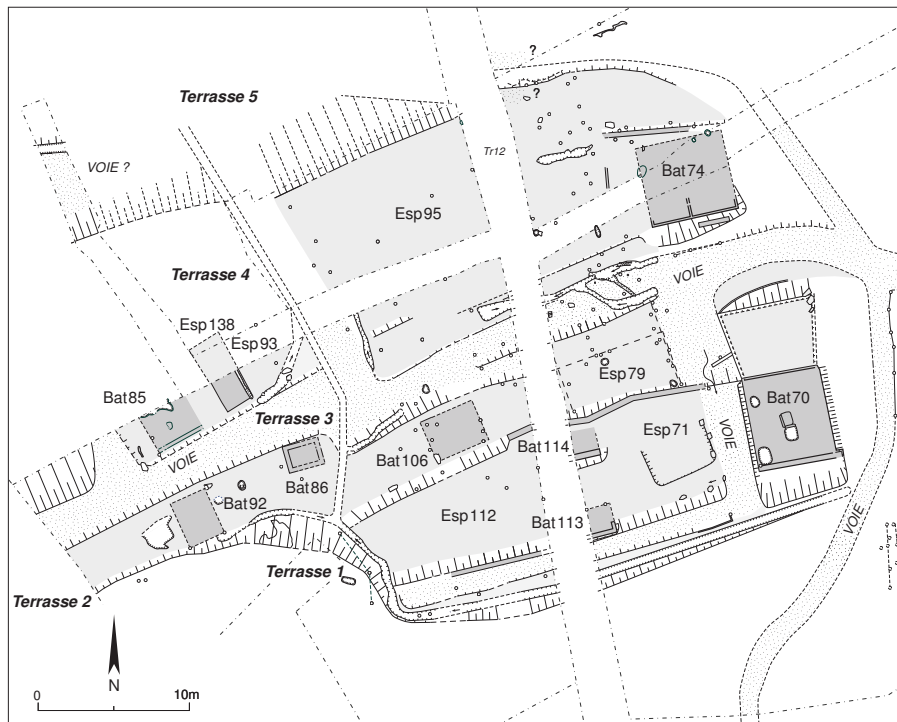 ?
Terrasse 5
?
Tr12
VOIE ?
Bat74
Esp95
Terrasse 4
VOIE
Esp138
Esp93
Esp79
Bat85
Bat70
Terrasse 3
VOIE
Bat114
Esp71
VOIE
Bat106
Bat86
Bat92
Esp112
Bat113
VOIE
Terrasse 1
Terrasse 2
N
0 10m